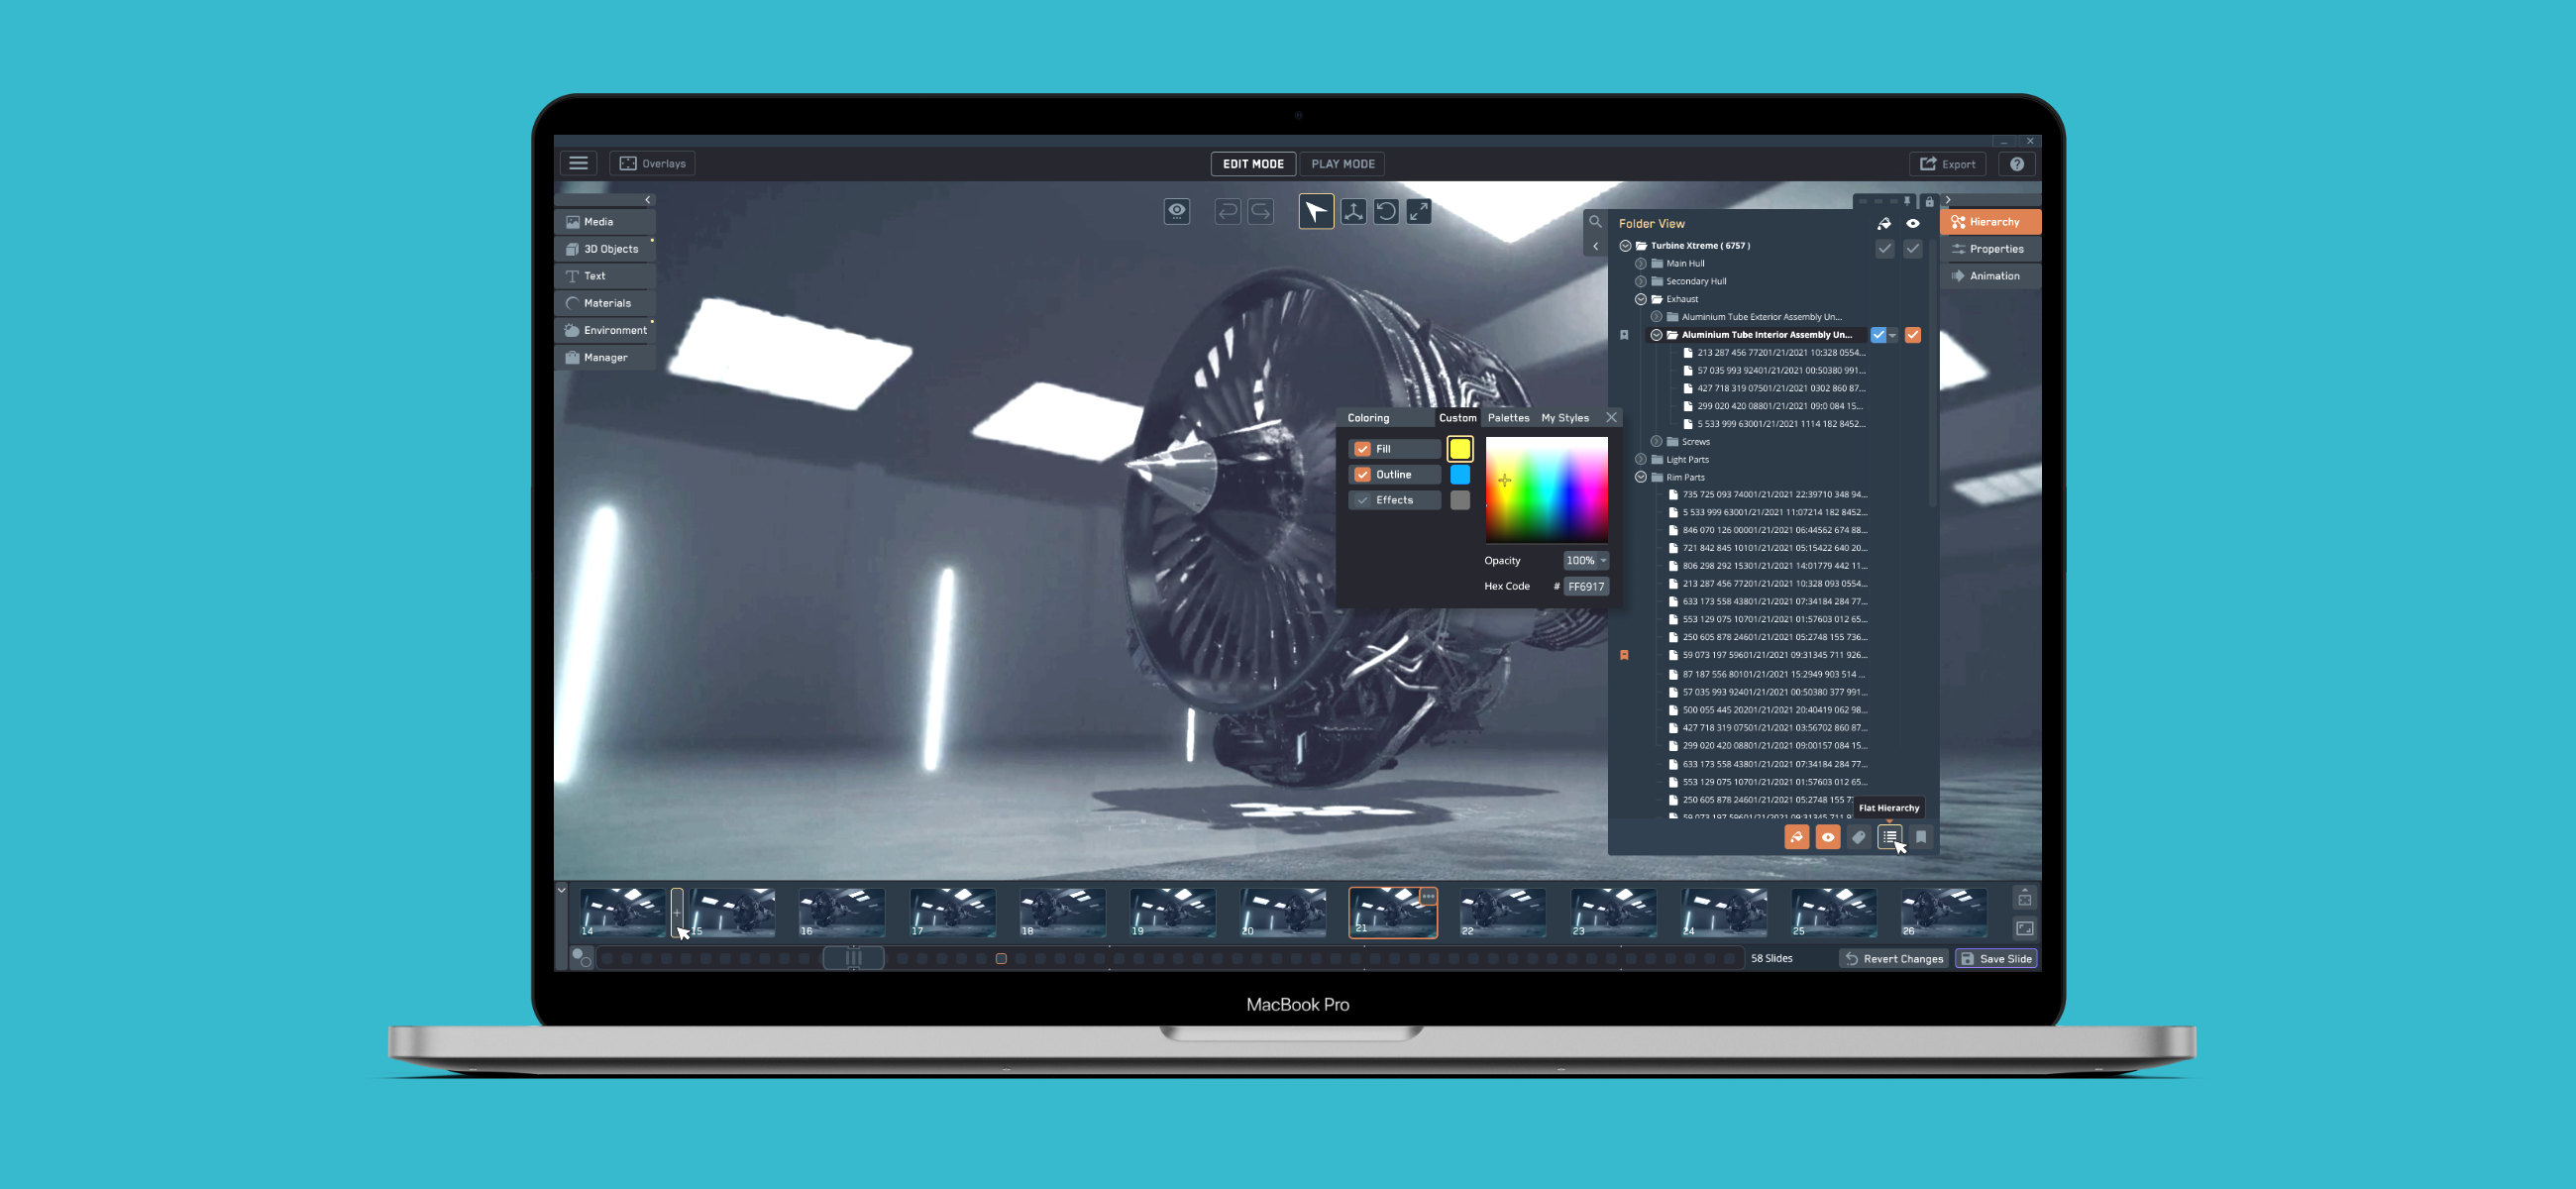 Overlays
EDIT MODE
PLAY MODE
Export
Media
3D Objects
Text
Materials
Environment
Manager
Folder View
Turbine Xtreme ( 6757 )
Main Hull
Secondary Hull
Exhaust
Aluminium Tube Exterior Assembly Un...
Aluminium Tube Interior Assembly Un...
213 287 456 77201/21/2021 10:328 0554...
57 035 993 92401/21/2021 00:50380 991...
427 718 319 07501/21/2021 0302 860 87...
299 020 420 08801/21/2021 09:0 084 15...
5 533 999 63001/21/2021 1114 182 8452...
Screws
Light Parts
Rim Parts
735 725 093 74001/21/2021 22:39710 348 94...
5 533 999 63001/21/2021 11:07214 182 8452...
846 070 126 00001/21/2021 06:44562 674 88...
721 842 845 10101/21/2021 05:15422 640 20...
806 298 292 15301/21/2021 14:01779 442 11...
213 287 456 77201/21/2021 10:328 093 0554...
633 173 558 43801/21/2021 07:34184 284 77...
553 129 075 10701/21/2021 01:57603 012 65...
250 605 878 24601/21/2021 05:2748 155 736...
59 073 197 59601/21/2021 09:31345 711 926...
87 187 556 80101/21/2021 15:2949 903 514 ...
57 035 993 92401/21/2021 00:50380 377 991...
500 055 445 20201/21/2021 20:40419 062 98...
427 718 319 07501/21/2021 03:56702 860 87...
299 020 420 08801/21/2021 09:00157 084 15...
633 173 558 43801/21/2021 07:34184 284 77...
553 129 075 10701/21/2021 01:57603 012 65...
250 605 878 24601/21/2021 05:2748 155 7
59 073 197 59601/21/2021 09:31345 711 9
Flat Hierarchy
Hierarchy
Properties
Animation
Coloring
Custom
Palettes
My Styles
Fill
Outline
Effects
Opacity
100%
Hex Code
# FF6917
14
15
16
17
18
19
20
21
22
23
24
25
26
58 Slides
Revert Changes
Save Slide
MacBook Pro